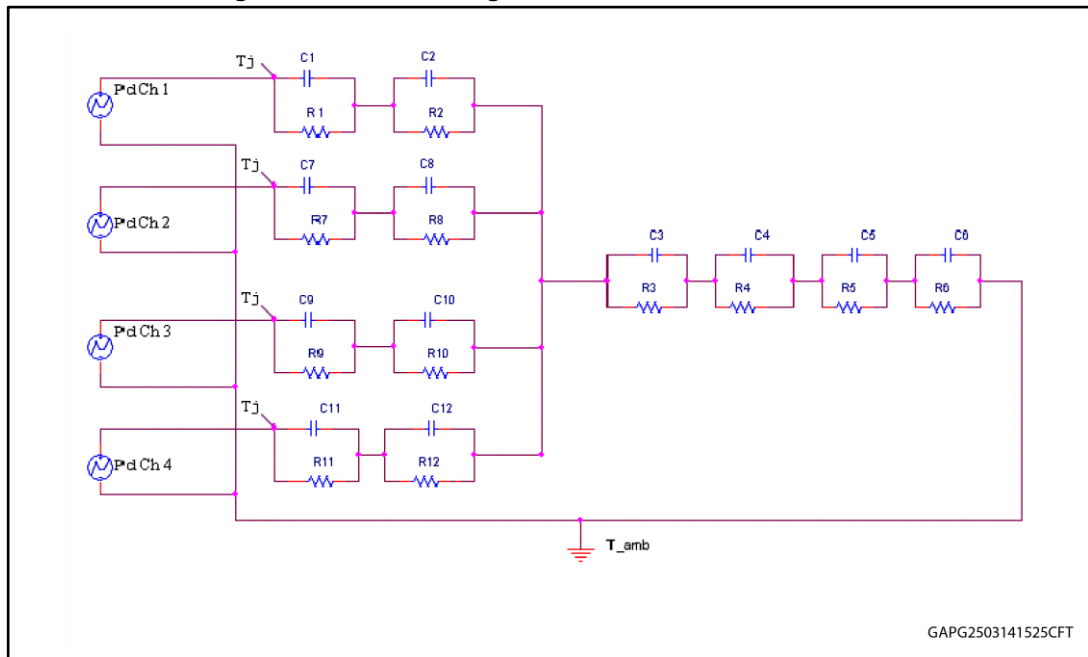 Tj
C1
C2
PdCh1
R1
R2
Tj
C7
C8
PdCh2
R7
R8
C3
C4
C5
C6
R3
R4
R5
R6
Tj
C9
C10
PdCh3
R9
R10
Tj
C11
C12
PdCh4
R11
R12
T_amb
GAPG2503141525CFT